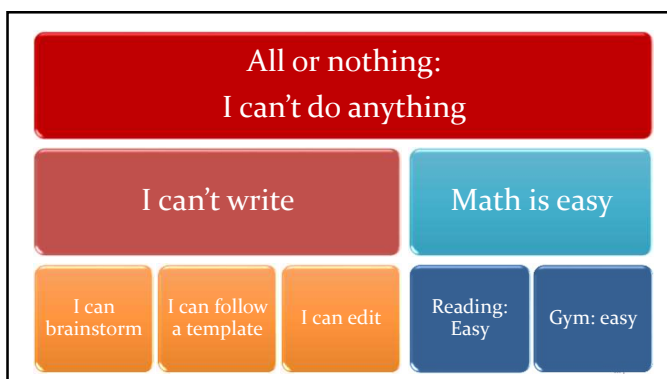 All or nothing:
I can’t do anything
I can’t write
Math is easy
I can
brainstorm
I can follow
a template
I can edit
Reading:
Easy
Gym: easy